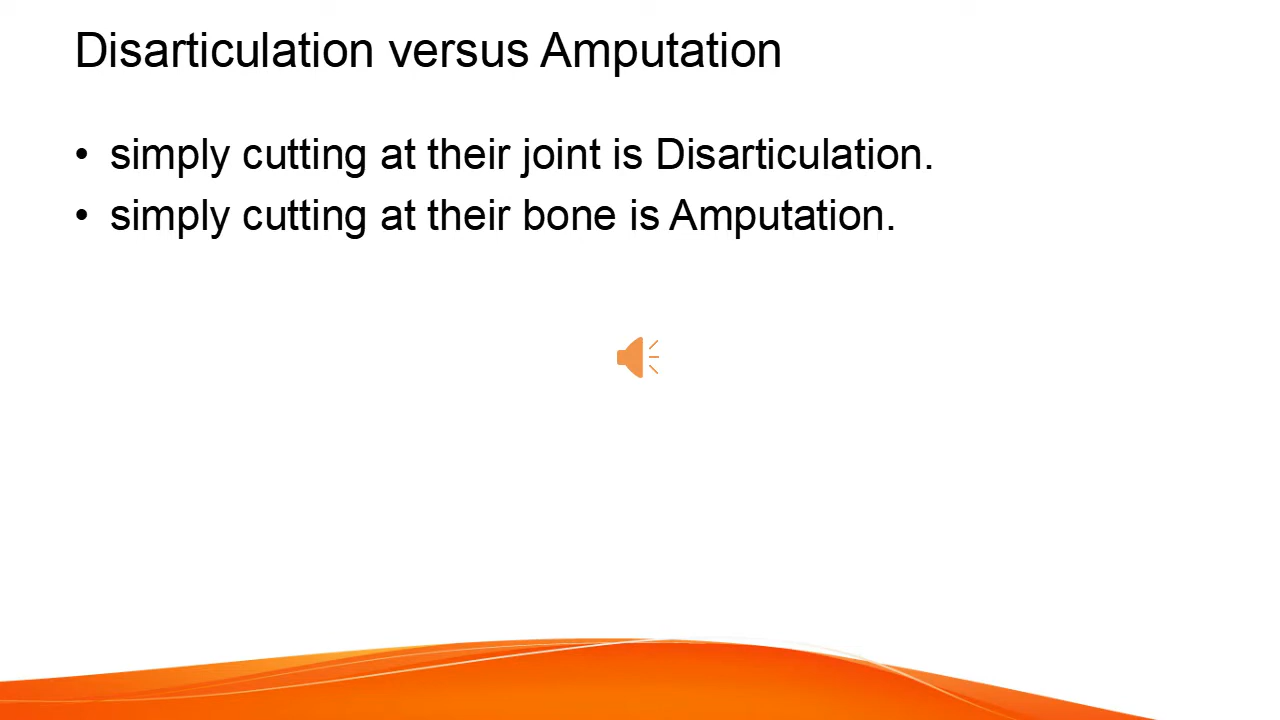 Disarticulation versus Amputation
• simply cutting at their joint is Disarticulation.
• simply cutting at their bone is Amputation.